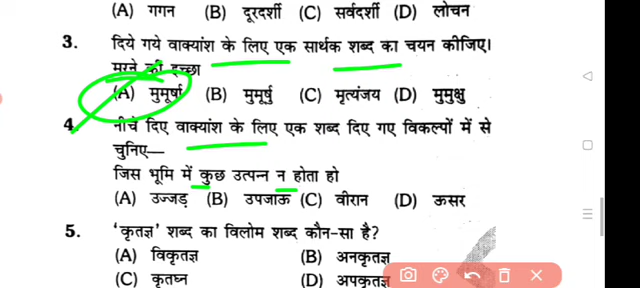 (A) गगन (B) दूरदर्शी (C) सर्वदर्शी (D) लोचन
3. दिये गये वाक्यांश के लिए एक सार्थक शब्द का चयन कीजिए।
मरने की इच्छा
(A) मुमूर्षा (B) मुमूर्षु (C) मृत्यंजय (D) मुमुक्षु
4. नीचे दिए वाक्यांश के लिए एक शब्द दिए गए विकल्पों में से
चुनिए—
जिस भूमि में कुछ उत्पन्न न होता हो
(A) उज्जड़ (B) उपजाऊ (C) वीरान (D) ऊसर
5. 'कृतज्ञ' शब्द का विलोम शब्द कौन-सा है?
(A) विकृतज्ञ (B) अनकृतज्ञ
(C) कृतघ्न (D) अपकृतज्ञ